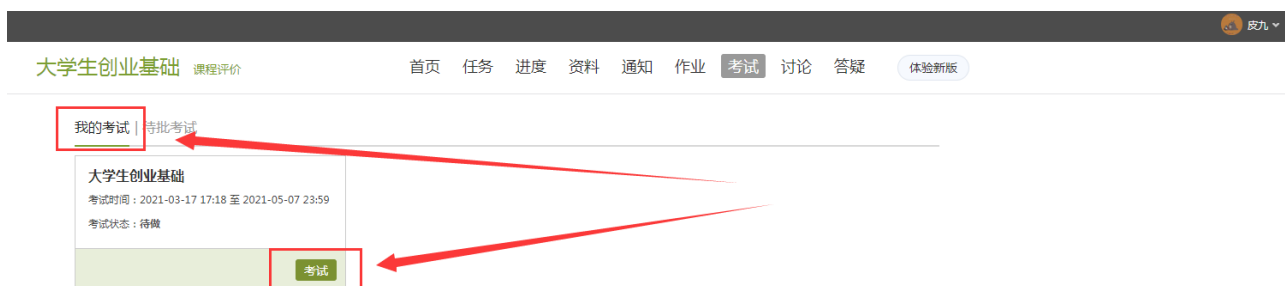 皮九
大学生创业基础 课程评价 首页 任务 进度 资料 通知 作业 考试 讨论 答疑 体验新版
我的考试 | 待批考试
大学生创业基础
考试时间：2021-03-17 17:18 至 2021-05-07 23:59
考试状态：待做
考试